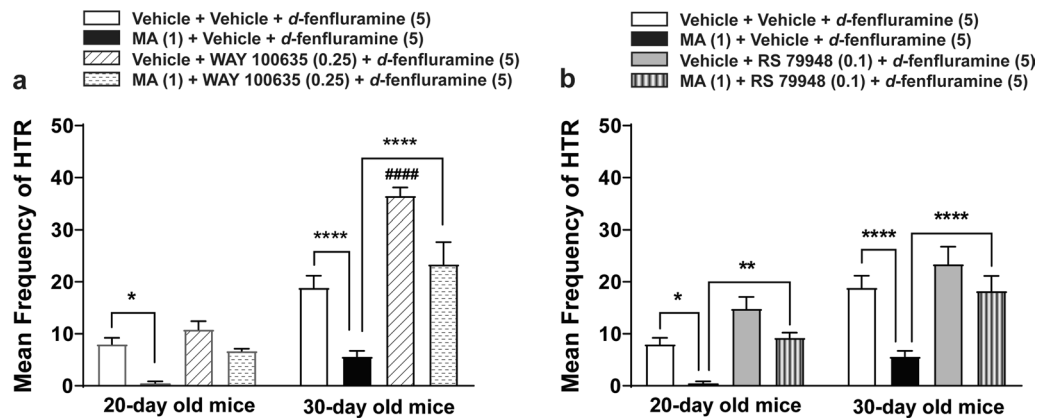 Vehicle + Vehicle + d-fenfluramine (5)
MA (1) + Vehicle + d-fenfluramine (5)
Vehicle + WAY 100635 (0.25) + d-fenfluramine (5)
MA (1) + WAY 100635 (0.25) + d-fenfluramine (5)
a
Mean Frequency of HTR
50
40
30
20
10
0
*
****
****
####
20-day old mice
30-day old mice
Vehicle + Vehicle + d-fenfluramine (5)
MA (1) + Vehicle + d-fenfluramine (5)
Vehicle + RS 79948 (0.1) + d-fenfluramine (5)
MA (1) + RS 79948 (0.1) + d-fenfluramine (5)
b
Mean Frequency of HTR
50
40
30
20
10
0
*
**
****
****
20-day old mice
30-day old mice